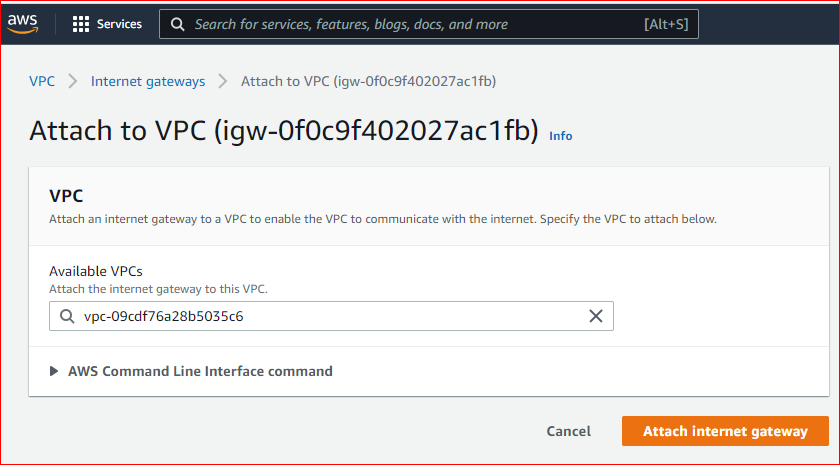 aws Services Search for services, features, blogs, docs, and more [Alt+S]
VPC > Internet gateways > Attach to VPC (igw-0f0c9f402027ac1fb)
Attach to VPC (igw-0f0c9f402027ac1fb) Info
VPC
Attach an internet gateway to a VPC to enable the VPC to communicate with the internet. Specify the VPC to attach below.
Available VPCs
Attach the internet gateway to this VPC.
vpc-09cdf76a28b5035c6
AWS Command Line Interface command
Cancel Attach internet gateway